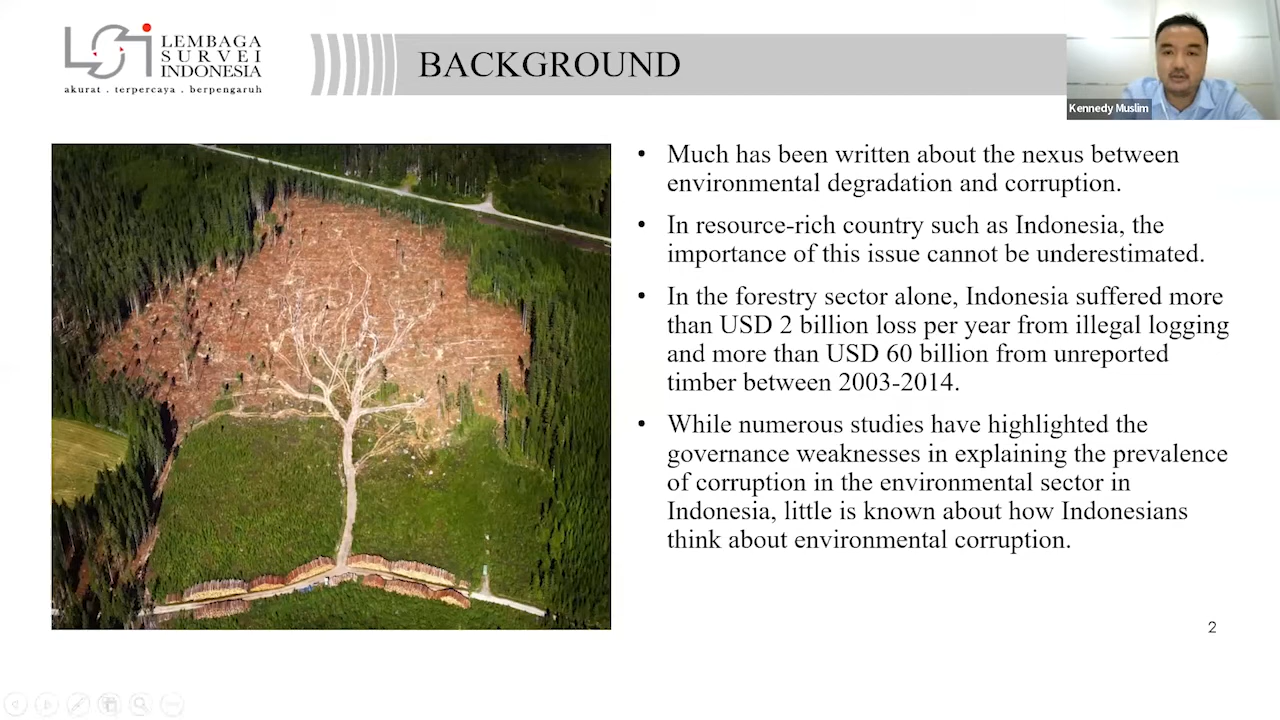 LSI
LEMBAGA
SURVEI
INDONESIA
akurat . terpercaya . berpengaruh
BACKGROUND
Kennedy Muslim
• Much has been written about the nexus between
environmental degradation and corruption.
• In resource-rich country such as Indonesia, the
importance of this issue cannot be underestimated.
• In the forestry sector alone, Indonesia suffered more
than USD 2 billion loss per year from illegal logging
and more than USD 60 billion from unreported
timber between 2003-2014.
• While numerous studies have highlighted the
governance weaknesses in explaining the prevalence
of corruption in the environmental sector in
Indonesia, little is known about how Indonesians
think about environmental corruption.
2